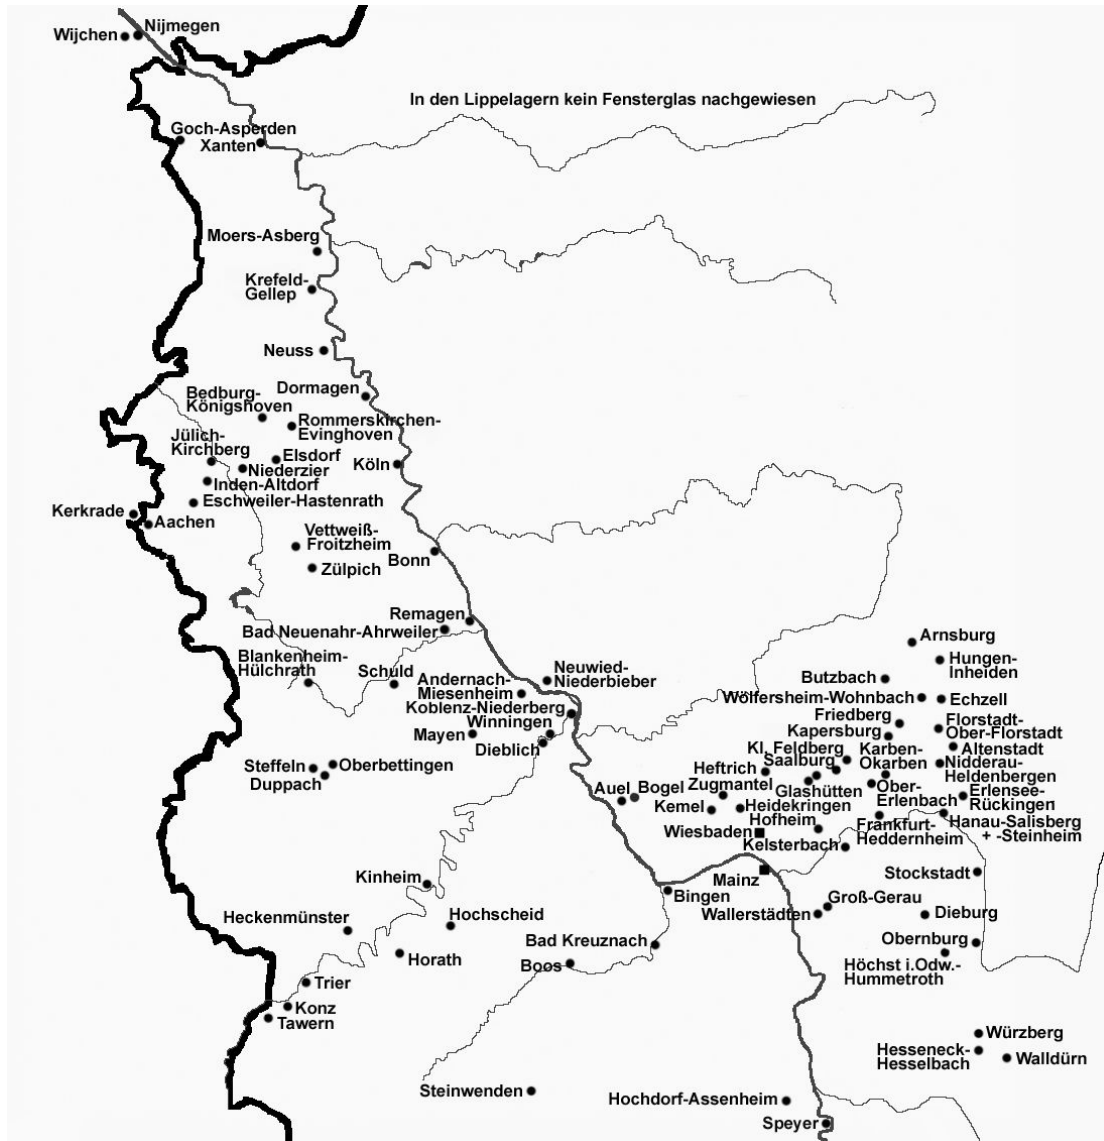 Nijmegen
Wijchen
In den Lippelagern kein Fensterglas nachgewiesen
Goch-Asperden
Xanten
Moers-Asberg
Krefeld-
Gellep
Neuss
Dormagen
Bedburg-
Königshoven
Rommerskirchen-
Evinghoven
Jülich-
Kirchberg
Elsdorf
Köln
Niederzier
Inden-Altdorf
Eschweiler-Hastenrath
Kerkrade
Aachen
Vettweiß-
Froitzheim
Bonn
Zülpich
Remagen
Bad Neuenahr-Ahrweiler
Arnsburg
Blankenheim-
Hülchrath
Schuld
Neuwied-
Niederbieber
Hungen-
Inheiden
Andernach-
Miesenheim
Butzbach
Wölfersheim-Wohnbach
Echzell
Koblenz-Niederberg
Winningen
Friedberg
Florstadt-
Ober-Florstadt
Mayen
Kapersburg
Dieblich
Kl. Feldberg
Karben-
Okarben
Altenstadt
Saalburg
Steffeln
Oberbettingen
Heftrich
Nidderau-
Heldenbergen
Duppach
Auel
Bogel
Zugmantel
Glashütten
Ober-
Erlenbach
Erlensee-
Rückingen
Kemel
Heidekringen
Hofheim
Frankfurt-
Heddernheim
Hanau-Salisberg
+ -Steinheim
Wiesbaden
Kelsterbach
Kinheim
Mainz
Stockstadt
Bingen
Groß-Gerau
Wallerstädten
Dieburg
Heckenmünster
Hochscheid
Bad Kreuznach
Obernburg
Horath
Boos
Höchst i.Odw.-
Hummetroth
Trier
Konz
Tawern
Würzberg
Hesseneck-
Hesselbach
Walldürn
Steinwenden
Hochdorf-Assenheim
Speyer